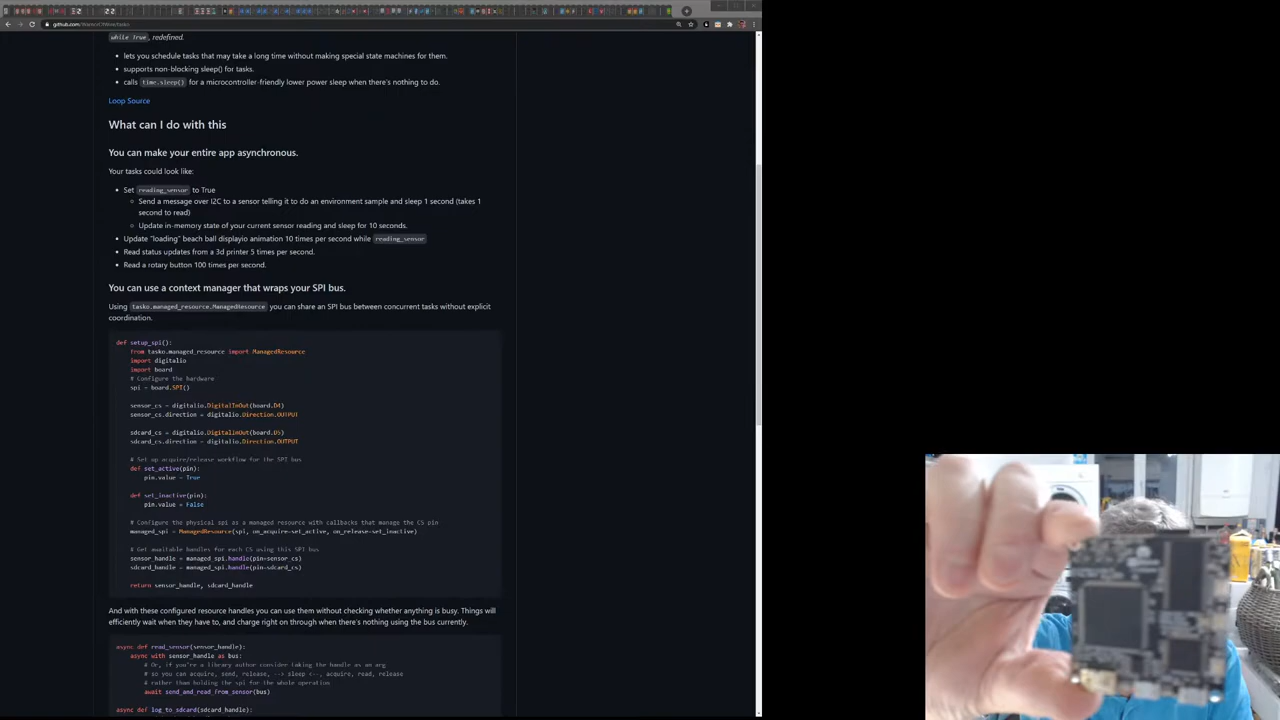 github.com/WarriorOfWire/tasko
while True, redefined.
• lets you schedule tasks that may take a long time without making special state machines for them.
• supports non-blocking sleep() for tasks.
• calls time.sleep() for a microcontroller-friendly lower power sleep when there's nothing to do.
Loop Source
What can I do with this
You can make your entire app asynchronous.
Your tasks could look like:
• Set reading_sensor to True
◦ Send a message over I2C to a sensor telling it to do an environment sample and sleep 1 second (takes 1
second to read)
◦ Update in-memory state of your current sensor reading and sleep for 10 seconds.
• Update "loading" beach ball displayio animation 10 times per second while reading_sensor
• Read status updates from a 3d printer 5 times per second.
• Read a rotary button 100 times per second.
You can use a context manager that wraps your SPI bus.
Using tasko.managed_resource.ManagedResource you can share an SPI bus between concurrent tasks without explicit
coordination.
def setup_spi():
from tasko.managed_resource import ManagedResource
import digitalio
import board
# Configure the hardware
spi = board.SPI()
sensor_cs = digitalio.DigitalInOut(board.D4)
sensor_cs.direction = digitalio.Direction.OUTPUT
sdcard_cs = digitalio.DigitalInOut(board.D5)
sdcard_cs.direction = digitalio.Direction.OUTPUT
# Set up acquire/release workflow for the SPI bus
def set_active(pin):
pin.value = True
def set_inactive(pin):
pin.value = False
# Configure the physical spi as a managed resource with callbacks that manage the CS pin
managed_spi = ManagedResource(spi, on_acquire=set_active, on_release=set_inactive)
# Get awaitable handles for each CS using this SPI bus
sensor_handle = managed_spi.handle(pin=sensor_cs)
sdcard_handle = managed_spi.handle(pin=sdcard_cs)
return sensor_handle, sdcard_handle
And with these configured resource handles you can use them without checking whether anything is busy. Things will
efficiently wait when they have to, and charge right on through when there's nothing using the bus currently.
async def read_sensor(sensor_handle):
async with sensor_handle as bus:
# Or, if you're a library author consider taking the handle as an arg
# so you can acquire, send, release, --> sleep <--, acquire, read, release
# rather than holding the spi for the whole operation
await send_and_read_from_sensor(bus)
async def log_to_sdcard(sdcard_handle):